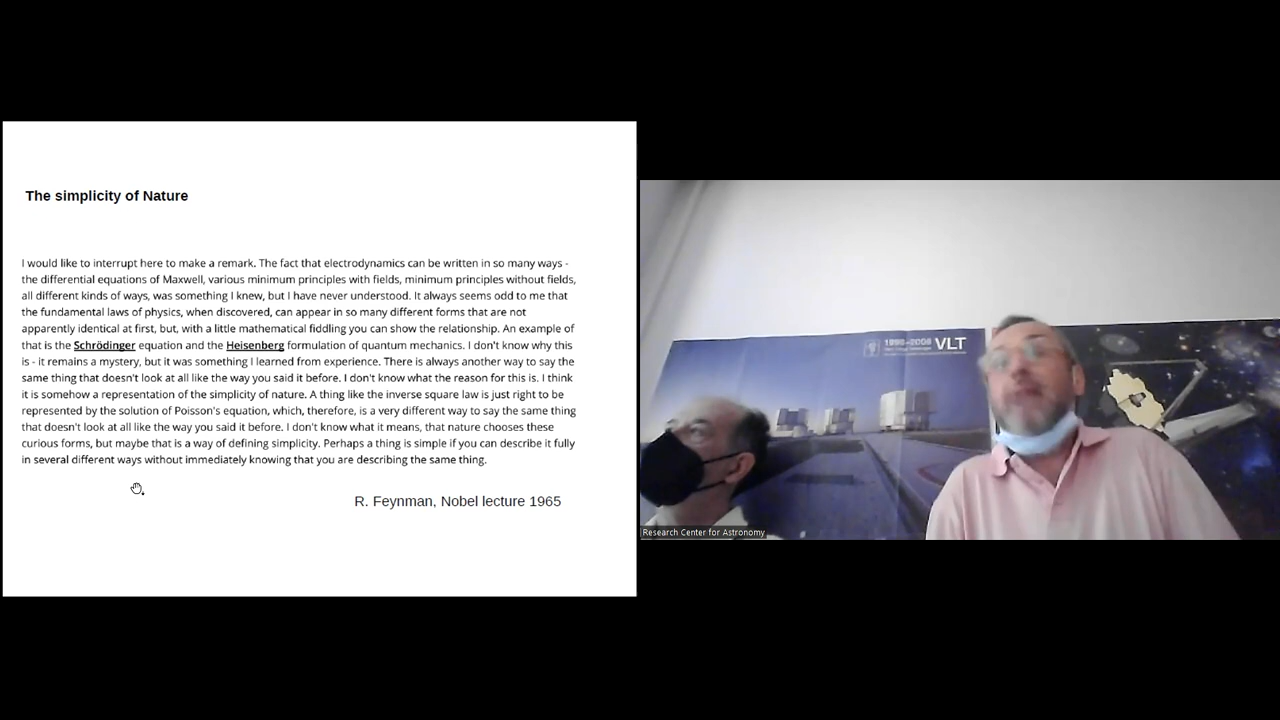 The simplicity of Nature
I would like to interrupt here to make a remark. The fact that electrodynamics can be written in so many ways -
the differential equations of Maxwell, various minimum principles with fields, minimum principles without fields,
all different kinds of ways, was something I knew, but I have never understood. It always seems odd to me that
the fundamental laws of physics, when discovered, can appear in so many different forms that are not
apparently identical at first, but, with a little mathematical fiddling you can show the relationship. An example of
that is the Schrödinger equation and the Heisenberg formulation of quantum mechanics. I don't know why this
is - it remains a mystery, but it was something I learned from experience. There is always another way to say the
same thing that doesn't look at all like the way you said it before. I don't know what the reason for this is. I think
it is somehow a representation of the simplicity of nature. A thing like the inverse square law is just right to be
represented by the solution of Poisson's equation, which, therefore, is a very different way to say the same thing
that doesn't look at all like the way you said it before. I don't know what it means, that nature chooses these
curious forms, but maybe that is a way of defining simplicity. Perhaps a thing is simple if you can describe it fully
in several different ways without immediately knowing that you are describing the same thing.
R. Feynman, Nobel lecture 1965
VLT
Research Center for Astronomy